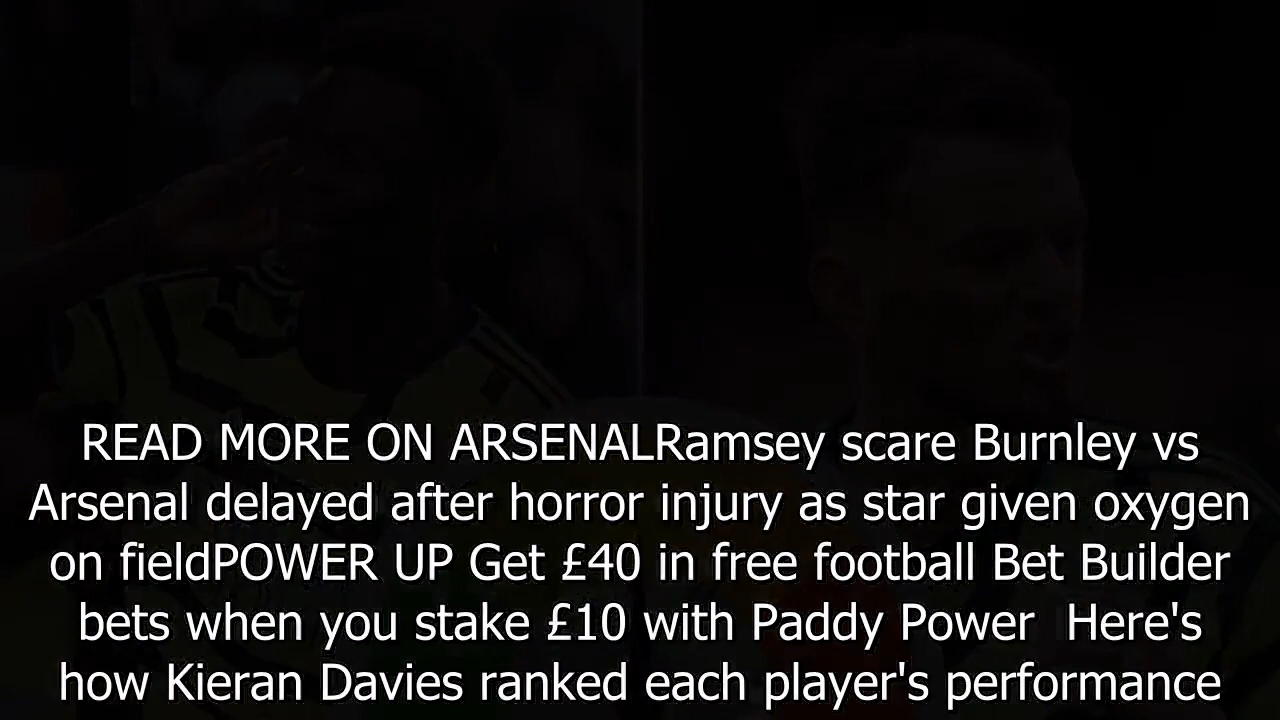 READ MORE ON ARSENALRamsey scare Burnley vs
Arsenal delayed after horror injury as star given oxygen
on fieldPOWER UP Get £40 in free football Bet Builder
bets when you stake £10 with Paddy Power  Here's
how Kieran Davies ranked each player's performance